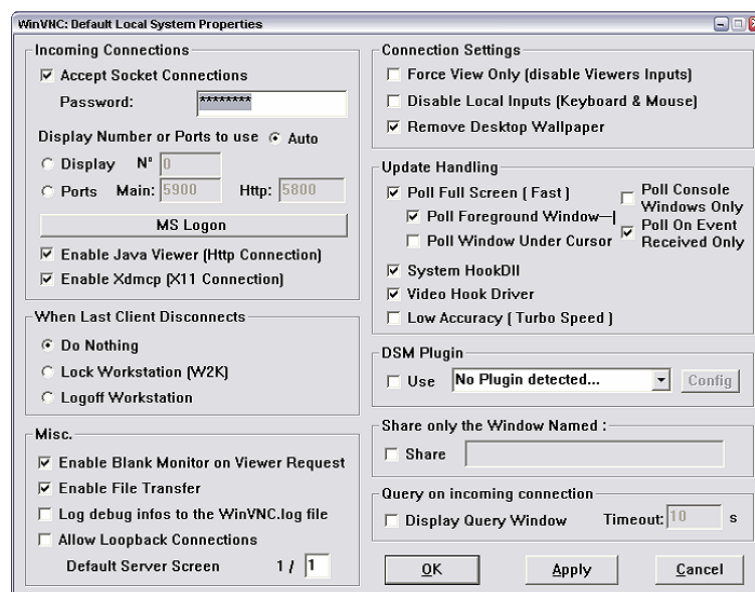 WinVNC: Default Local System Properties
Incoming Connections
Accept Socket Connections
Password: ********
Display Number or Ports to use Auto
Display N° 0
Ports Main: 5900 Http: 5800
MS Logon
Enable Java Viewer (Http Connection)
Enable Xdmcp (X11 Connection)
When Last Client Disconnects
Do Nothing
Lock Workstation (W2K)
Logoff Workstation
Misc.
Enable Blank Monitor on Viewer Request
Enable File Transfer
Log debug infos to the WinVNC.log file
Allow Loopback Connections
Default Server Screen 1 / 1
Connection Settings
Force View Only (disable Viewers Inputs)
Disable Local Inputs (Keyboard & Mouse)
Remove Desktop Wallpaper
Update Handling
Poll Full Screen ( Fast )
Poll Foreground Window
Poll Window Under Cursor
Poll Console
Windows Only
Poll On Event
Received Only
System HookDll
Video Hook Driver
Low Accuracy ( Turbo Speed )
DSM Plugin
Use No Plugin detected... Config
Share only the Window Named :
Share
Query on incoming connection
Display Query Window Timeout: 10 s
OK Apply Cancel